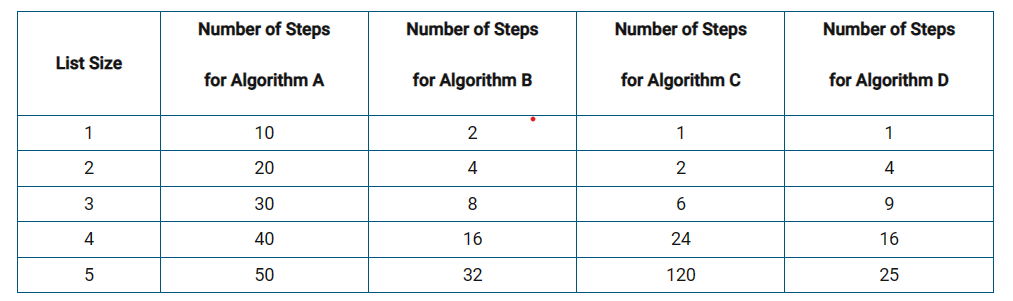 List Size
Number of Steps
for Algorithm A
Number of Steps
for Algorithm B
Number of Steps
for Algorithm C
Number of Steps
for Algorithm D
1 10 2 1 1
2 20 4 2 4
3 30 8 6 9
4 40 16 24 16
5 50 32 120 25